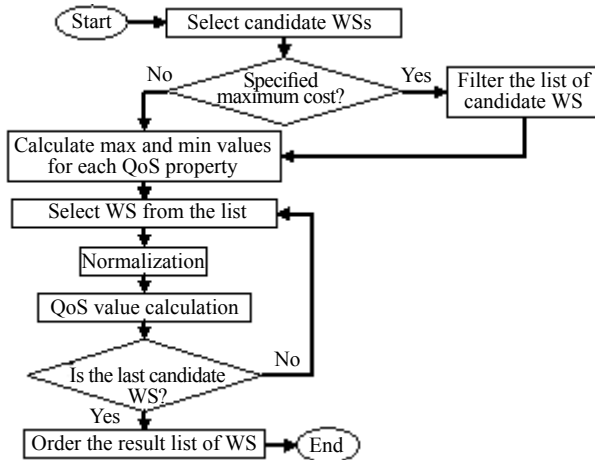 Start
Select candidate WSs
No
Specified
maximum cost?
Yes
Filter the list of
candidate WS
Calculate max and min values
for each QoS property
Select WS from the list
Normalization
QoS value calculation
No
Is the last candidate
WS?
Yes
Order the result list of WS
End